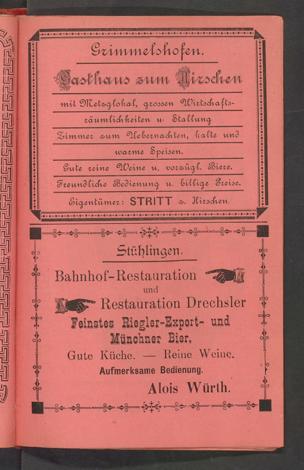 Grimmelshofen.
Gasthaus zum Hirschen
mit Metzglokal, grossen Wirtschafts-
räumlichkeiten u. Stallung
Zimmer zum Uebernachten, kalte und
warme Speisen.
Gute reine Weine u. vorzügl. Biere.
Freundliche Bedienung u. billige Preise.
Eigentümer: STRITT z. Hirschen
Stühlingen.
Bahnhof-Restauration
und
Restauration Drechsler
Feinstes Riegler-Export- und
Münchner Bier,
Gute Küche. — Reine Weine.
Aufmerksame Bedienung.
Alois Würth.